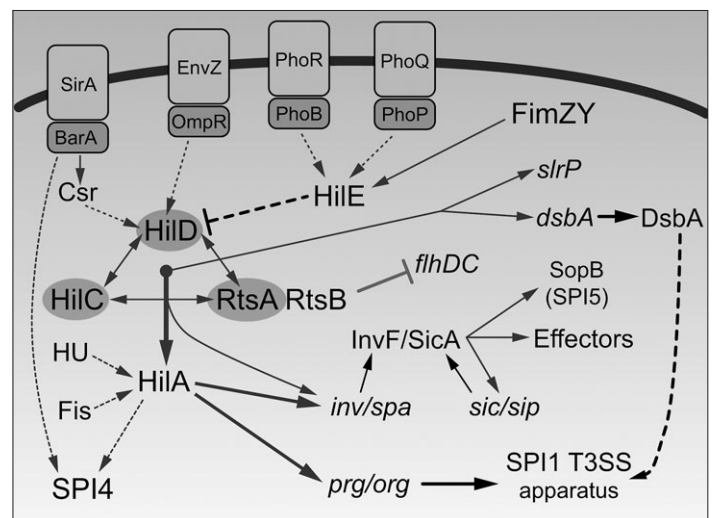 SirA
EnvZ
PhoR
PhoQ
BarA
OmpR
PhoB
PhoP
FimZY
Csr
HilE
slrP
HilD
dsbA
DsbA
HilC
RtsA
RtsB
flhDC
SopB
(SPI5)
HU
InvF/SicA
Effectors
HilA
Fis
inv/spa
sic/sip
SPI4
prg/org
SPI1 T3SS
apparatus